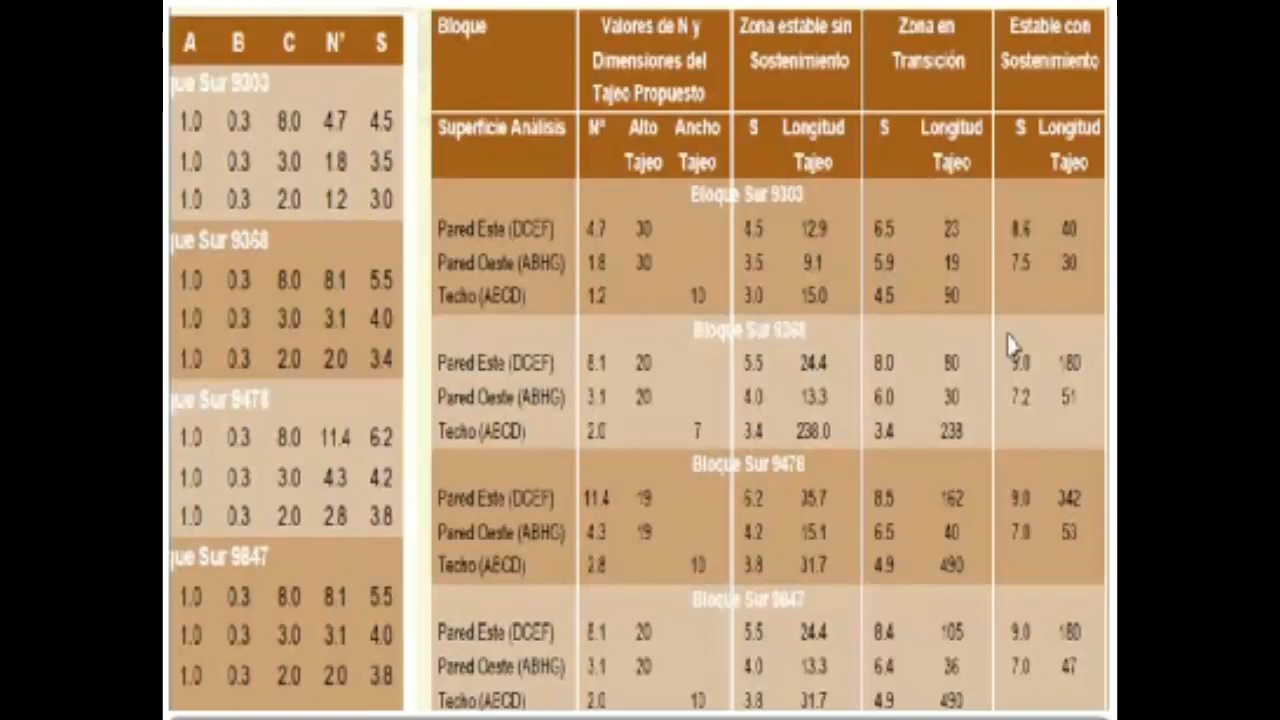 A B C N' S
que Sur 9303
1.0 0.3 8.0 4.7 4.5
1.0 0.3 3.0 1.8 3.5
1.0 0.3 2.0 1.2 3.0
que Sur 9368
1.0 0.3 8.0 8.1 5.5
1.0 0.3 3.0 3.1 4.0
1.0 0.3 2.0 2.0 3.4
que Sur 9478
1.0 0.3 8.0 11.4 6.2
1.0 0.3 3.0 4.3 4.2
1.0 0.3 2.0 2.8 3.8
que Sur 9847
1.0 0.3 8.0 8.1 5.5
1.0 0.3 3.0 3.1 4.0
1.0 0.3 2.0 2.0 3.8
Bloque Valores de N y Zona estable sin Zona en Estable con
Dimensiones del Sostenimiento Transición Sostenimiento
Tajeo Propuesto
Superficie Análisis N' Alto Ancho S Longitud S Longitud S Longitud
Tajeo Tajeo Tajeo Tajeo Tajeo
Bloque Sur 9303
Pared Este (DCEF) 4.7 30 4.5 12.9 6.5 23 8.6 40
Pared Oeste (ABHG) 1.8 30 3.5 9.1 5.9 19 7.5 30
Techo (AECD) 1.2 10 3.0 15.0 4.5 90
Bloque Sur 9368
Pared Este (DCEF) 8.1 20 5.5 24.4 8.0 80 9.0 180
Pared Oeste (ABHG) 3.1 20 4.0 13.3 6.0 30 7.2 51
Techo (AECD) 2.0 7 3.4 238.0 3.4 238
Bloque Sur 9478
Pared Este (DCEF) 11.4 19 6.2 35.7 8.5 162 9.0 342
Pared Oeste (ABHG) 4.3 19 4.2 15.1 6.5 40 7.0 53
Techo (AECD) 2.8 10 3.8 31.7 4.9 490
Bloque Sur 9847
Pared Este (DCEF) 8.1 20 5.5 24.4 8.4 105 9.0 180
Pared Oeste (ABHG) 3.1 20 4.0 13.3 6.4 36 7.0 47
Techo (AECD) 2.0 10 3.8 31.7 4.9 490